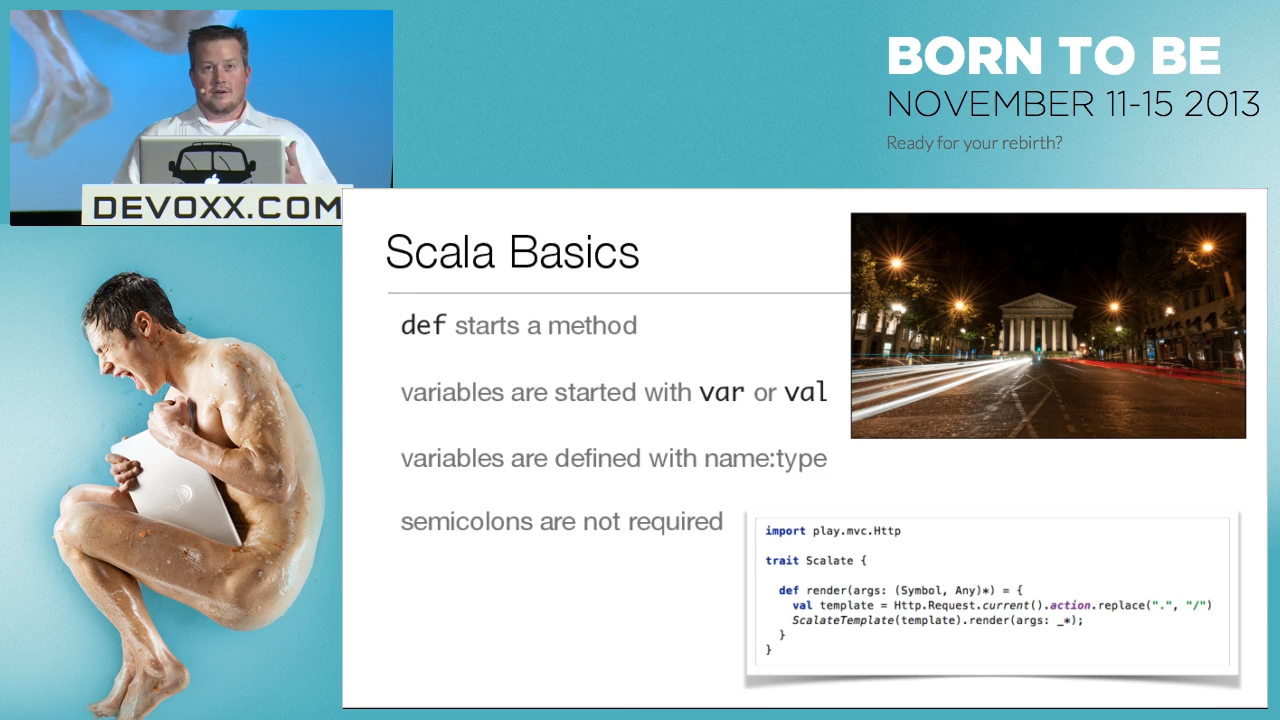 BORN TO BE
NOVEMBER 11-15 2013
Ready for your rebirth?
DEVOXX.COM
Scala Basics
def starts a method
variables are started with var or val
variables are defined with name:type
semicolons are not required
import play.mvc.Http
trait Scalate {
def render(args: (Symbol, Any)*) = {
val template = Http.Request.current().action.replace(".", "/")
ScalateTemplate(template).render(args: _*);
}
}